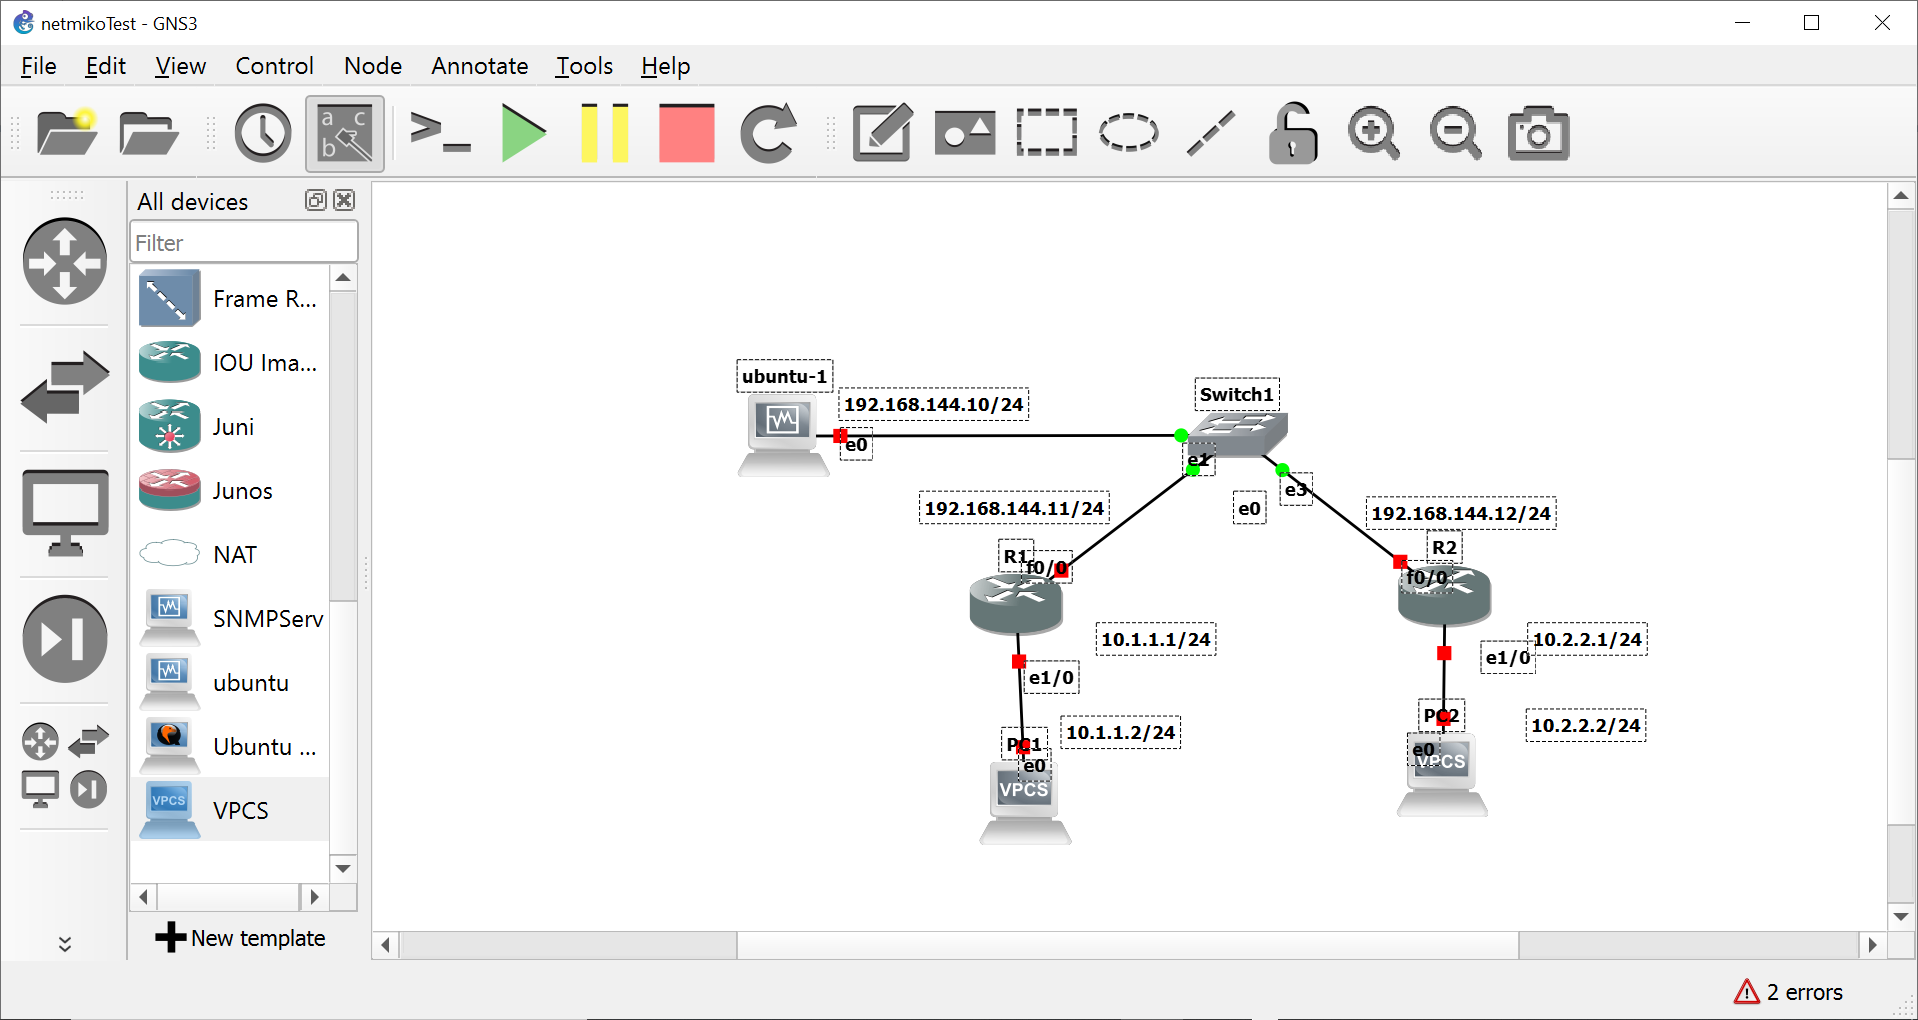 netmikoTest - GNS3
File Edit View Control Node Annotate Tools Help
a c
b
All devices
Filter
Frame R...
IOU Ima...
Juni
Junos
NAT
SNMPServ
ubuntu
Ubuntu ...
VPCS
VPCS
New template
ubuntu-1
192.168.144.10/24
e0
Switch1
e1
e3
e0
192.168.144.11/24
192.168.144.12/24
R1
f0/0
R2
f0/0
10.1.1.1/24
10.2.2.1/24
e1/0
e1/0
PC1
10.1.1.2/24
e0
VPCS
PC2
10.2.2.2/24
e0
VPCS
2 errors